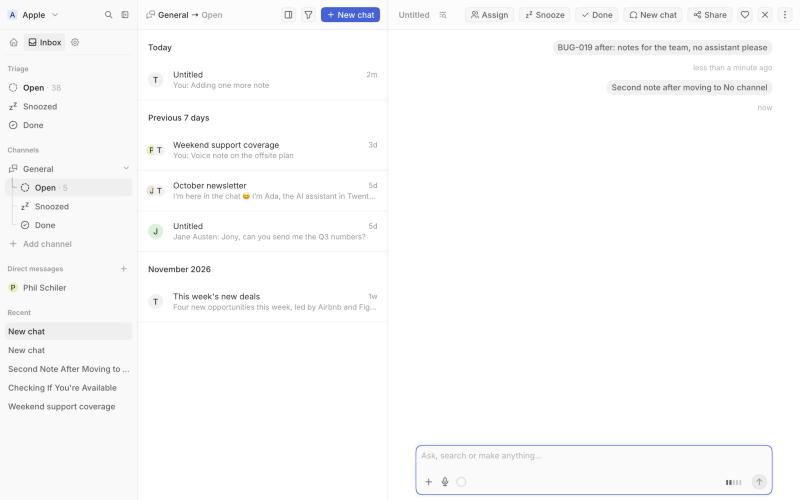 A Apple
Inbox
Triage
Open · 38
Snoozed
Done
Channels
General
Open · 5
Snoozed
Done
Add channel
Direct messages
Phil Schiler
Recent
New chat
New chat
Second Note After Moving to ...
Checking If You're Available
Weekend support coverage
General → Open
+ New chat
Today
T Untitled 2m
You: Adding one more note
Previous 7 days
F T Weekend support coverage 3d
You: Voice note on the offsite plan
J T October newsletter 5d
I'm here in the chat 😄 I'm Ada, the AI assistant in Twent...
J Untitled 5d
Jane Austen: Jony, can you send me the Q3 numbers?
November 2026
T This week's new deals 1w
Four new opportunities this week, led by Airbnb and Fig...
Untitled
Assign
Snooze
Done
New chat
Share
BUG-019 after: notes for the team, no assistant please
less than a minute ago
Second note after moving to No channel
now
Ask, search or make anything...